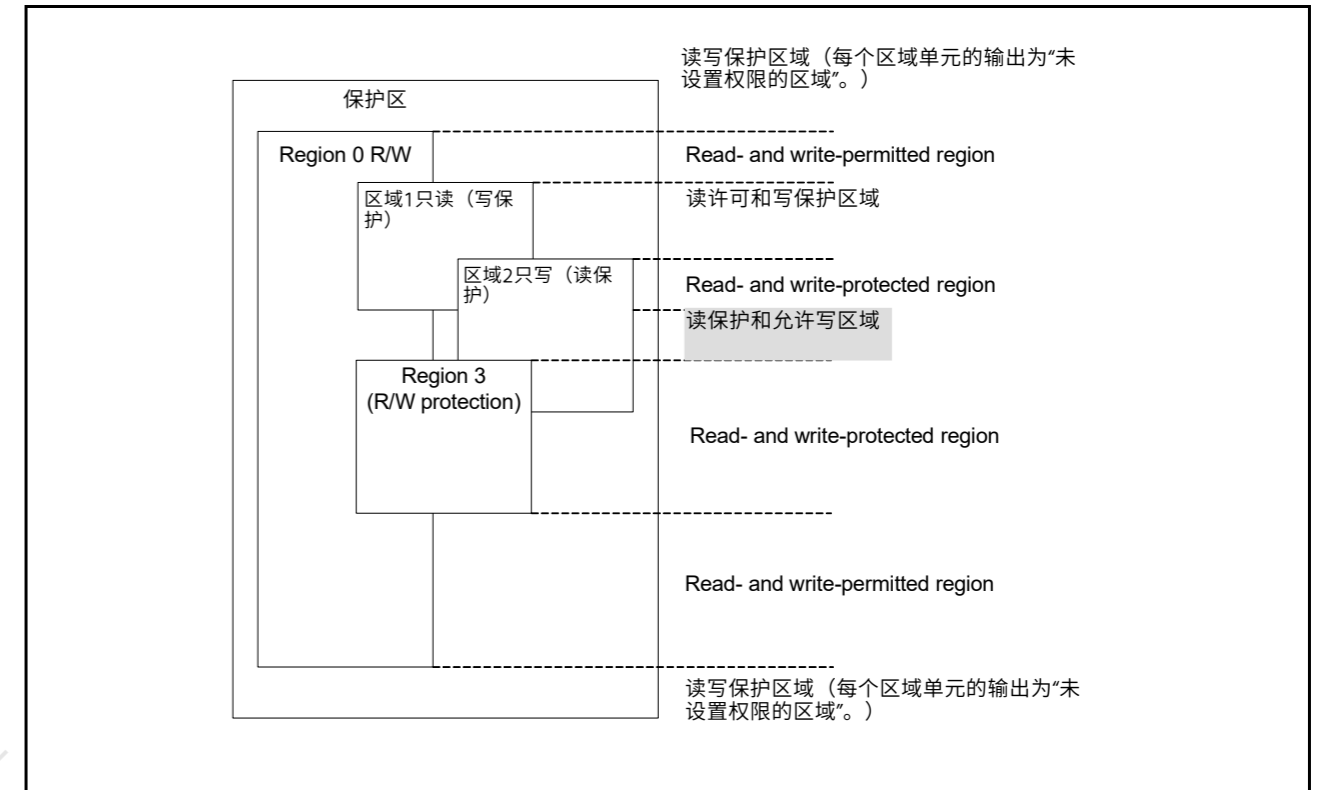 读写保护区域（每个区域单元的输出为“未
设置权限的区域”。）
保护区
Region 0 R/W
Read- and write-permitted region
区域1只读（写保
护）
读许可和写保护区域
区域2只写（读保
护）
Read- and write-protected region
读保护和允许写区域
Region 3
(R/W protection)
Read- and write-protected region
Read- and write-permitted region
读写保护区域（每个区域单元的输出为“未
设置权限的区域”。）